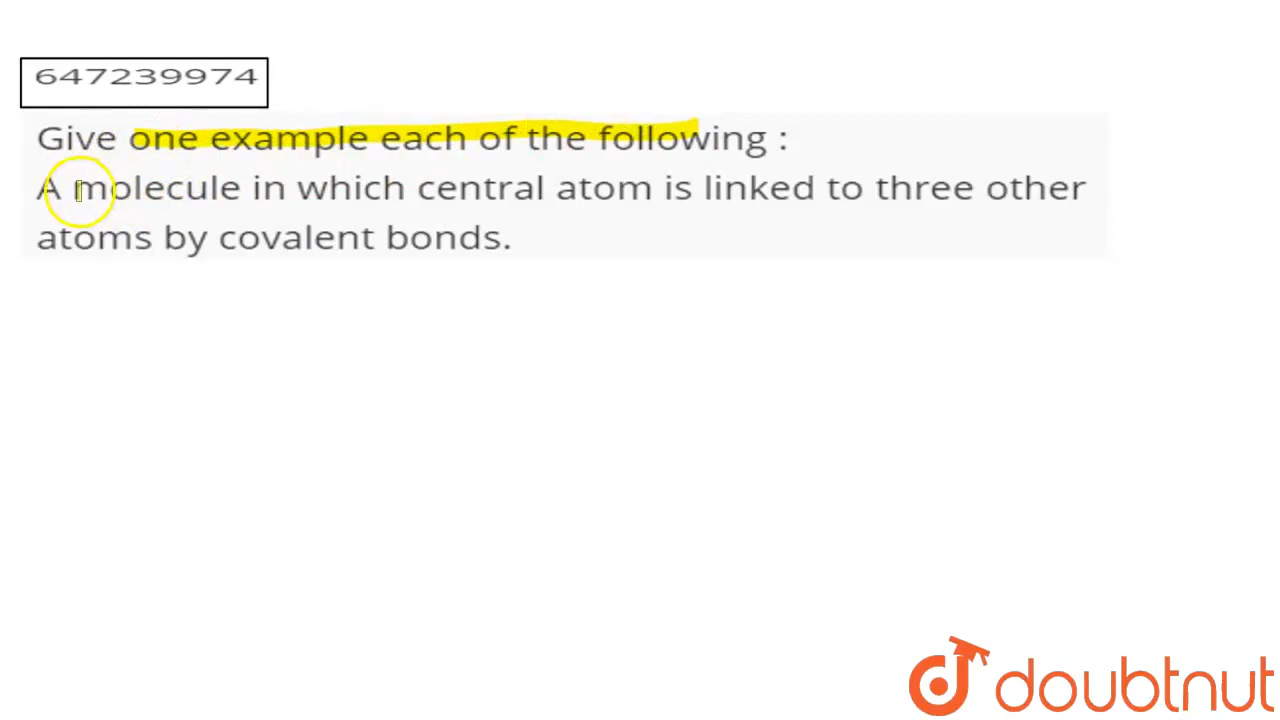 647239974
Give one example each of the following :
A molecule in which central atom is linked to three other
atoms by covalent bonds.
doubtnut